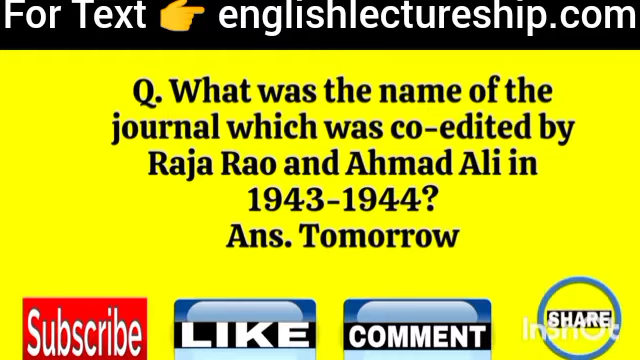 For Text 👉 englishlectureship.com
Q. What was the name of the
journal which was co-edited by
Raja Rao and Ahmad Ali in
1943-1944?
Ans. Tomorrow
Subscribe
LIKE
COMMENT
SHARE
InShOt